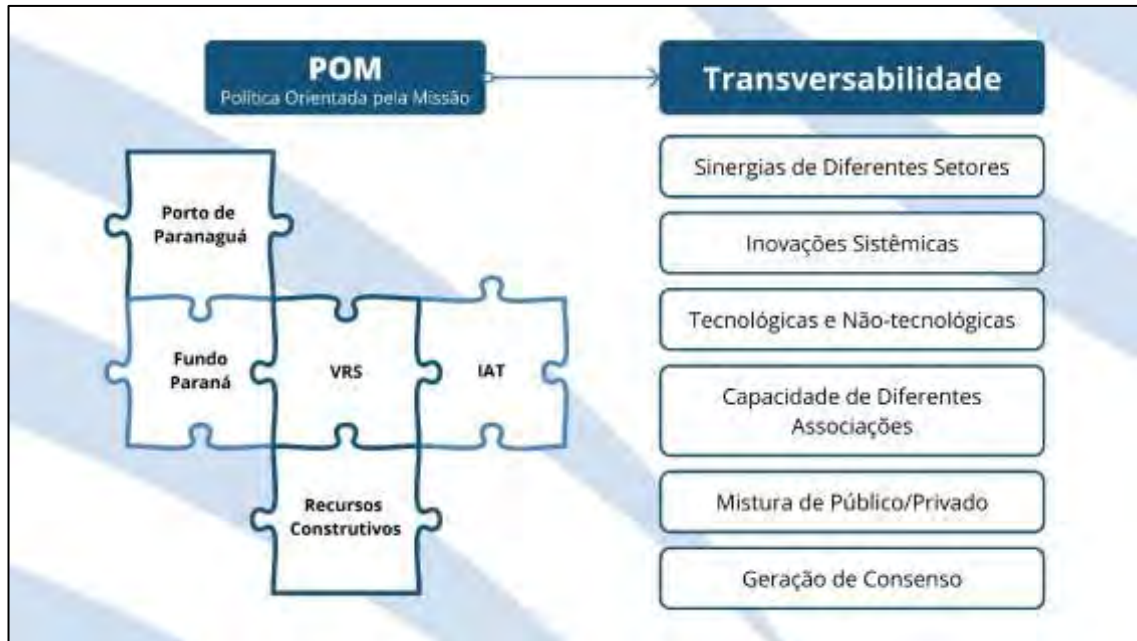 POM
Política Orientada pela Missão
Transversabilidade
Porto de
Paranaguá
Fundo
Paraná
VRS
IAT
Recursos
Construtivos
Sinergias de Diferentes Setores
Inovações Sistêmicas
Tecnológicas e Não-tecnológicas
Capacidade de Diferentes
Associações
Mistura de Público/Privado
Geração de Consenso